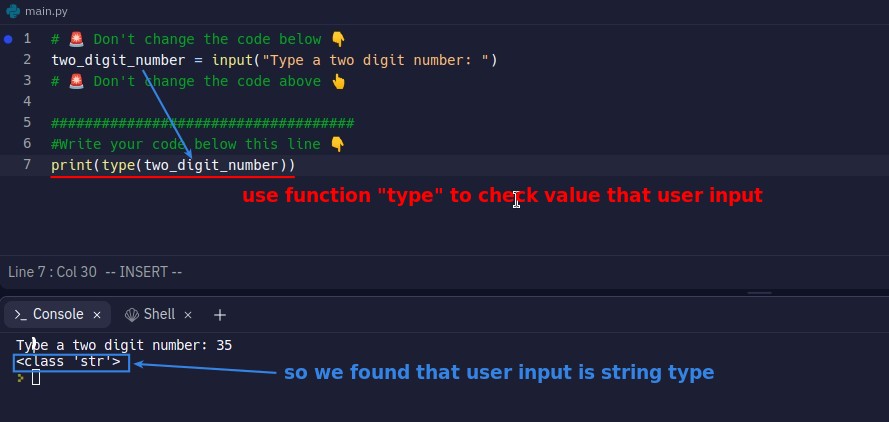 main.py
1 # 🚨 Don't change the code below 👇
2 two_digit_number = input("Type a two digit number: ")
3 # 🚨 Don't change the code above 👆
4
5 ####################################
6 #Write your code below this line 👇
7 print(type(two_digit_number))
use function "type" to check value that user input
Line 7 : Col 30 -- INSERT --
>_ Console × Shell × +
Type a two digit number: 35
<class 'str'>
so we found that user input is string type